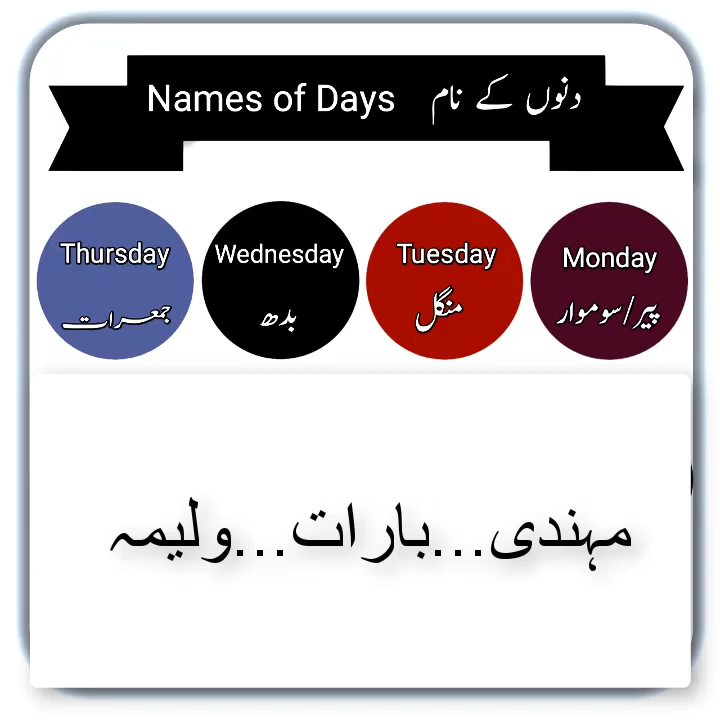 Names of Days دنوں کے نام
Thursday Wednesday Tuesday Monday
جمعرات بدھ منگل پیر/سوموار
مہندی...بارات...ولیمہ